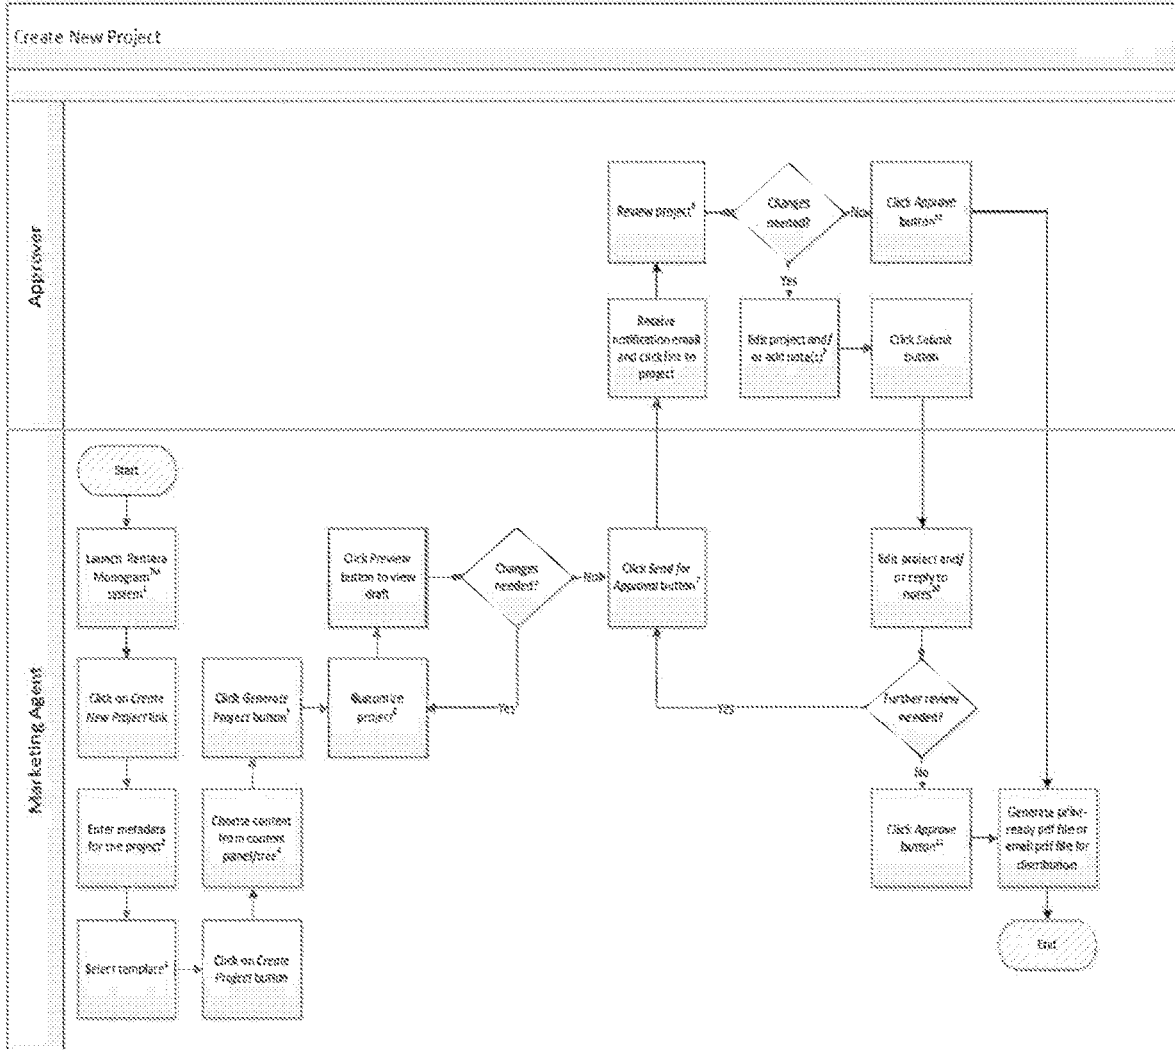 Create New Project
Approver
Review project
Changes
needed?
No
Click Approve
button
Yes
Receive
notification email
and click link to
project
Edit project and/
or add note(s)
Click Submit
button
Marketing Agent
Start
Launch
Monogram™
system
Click Preview
button to view
draft
Changes
needed?
No
Click Send for
Approval button
Edit project and/
or reply to
notes
Click on Create
New Project link
Click Generate
Project button
Customize
project
Yes
Yes
Further review
needed?
No
Enter metadata
for the project
Choose content
from content
panel/tree
Click Approve
button
Generate print-
ready pdf file or
email pdf file for
distribution
Select template
Click on Create
Project button
End